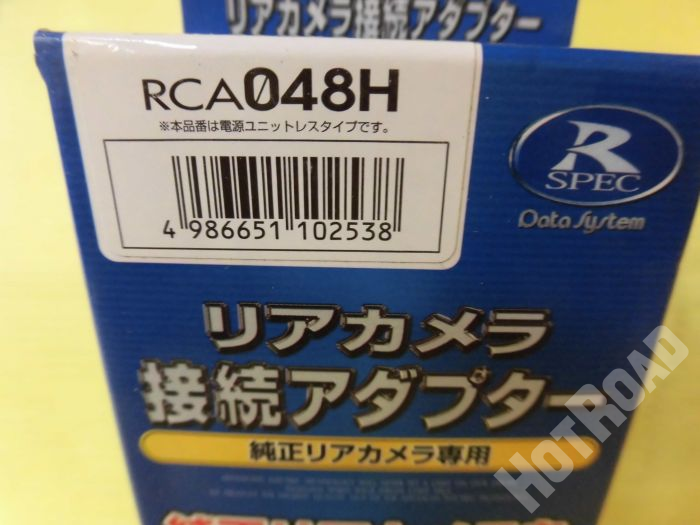 リアカメラ接続アダプター
RCA048H
※本品番は電源ユニットレスタイプです。
4 986651 102538
R
SPEC
Data System
リアカメラ
接続アダプター
純正リアカメラ専用
HOTROAD